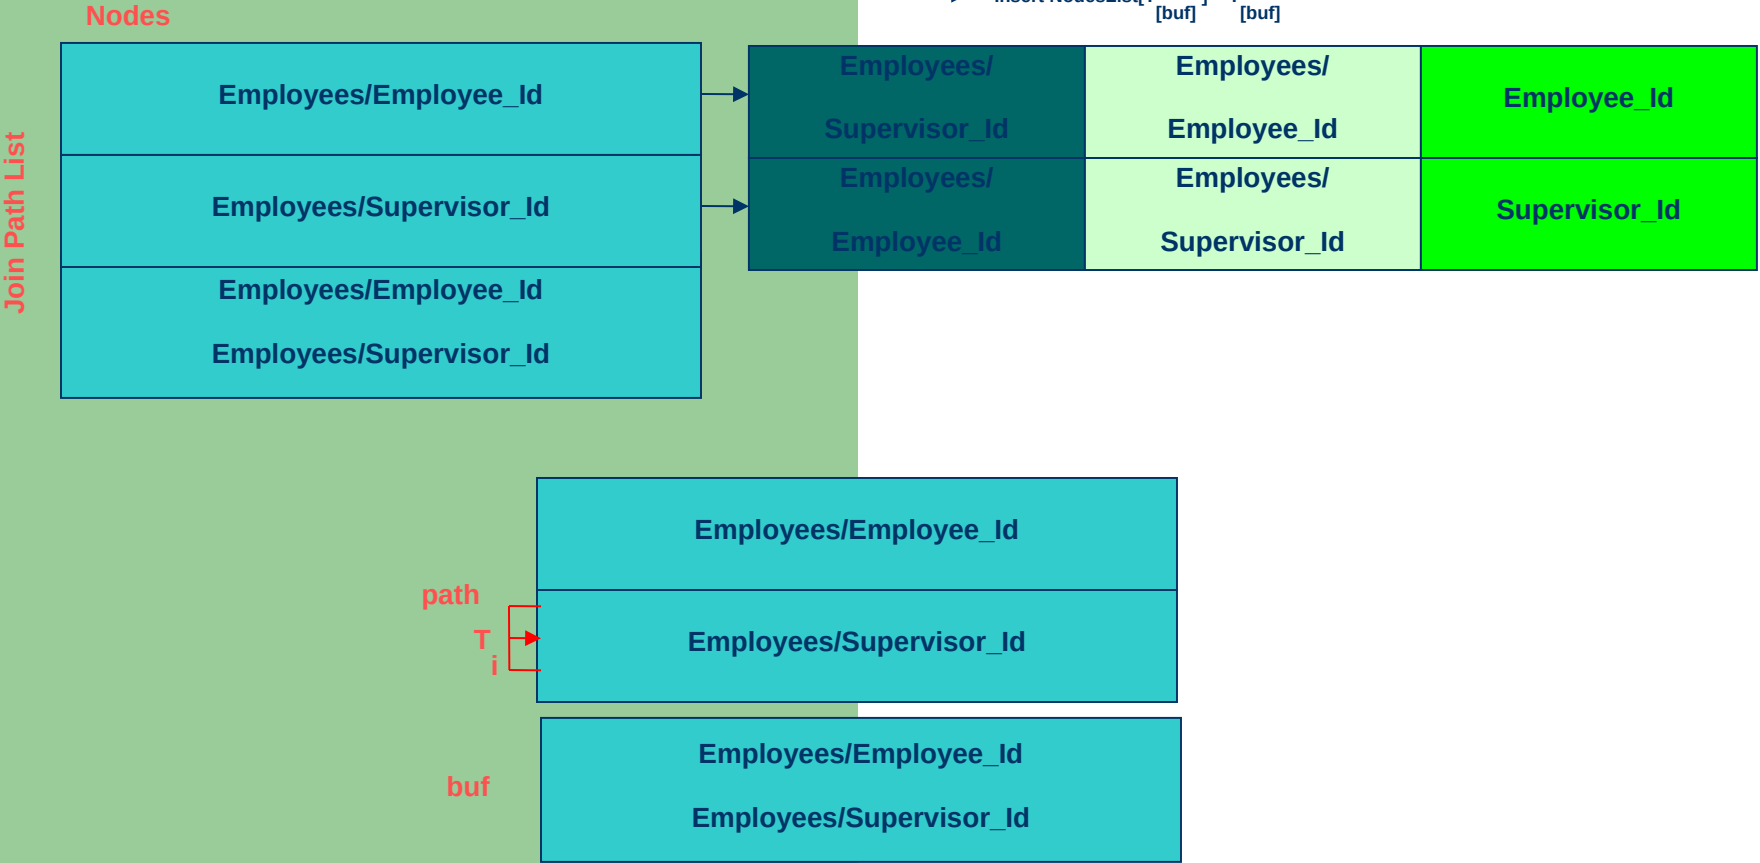 Nodes
[buf] [buf]
Join Path List
Employees/Employee_Id
Employees/
Supervisor_Id
Employees/
Employee_Id
Employee_Id
Employees/Supervisor_Id
Employees/
Employee_Id
Employees/
Supervisor_Id
Supervisor_Id
Employees/Employee_Id
Employees/Supervisor_Id
Employees/Employee_Id
path
T
i
Employees/Supervisor_Id
buf
Employees/Employee_Id
Employees/Supervisor_Id